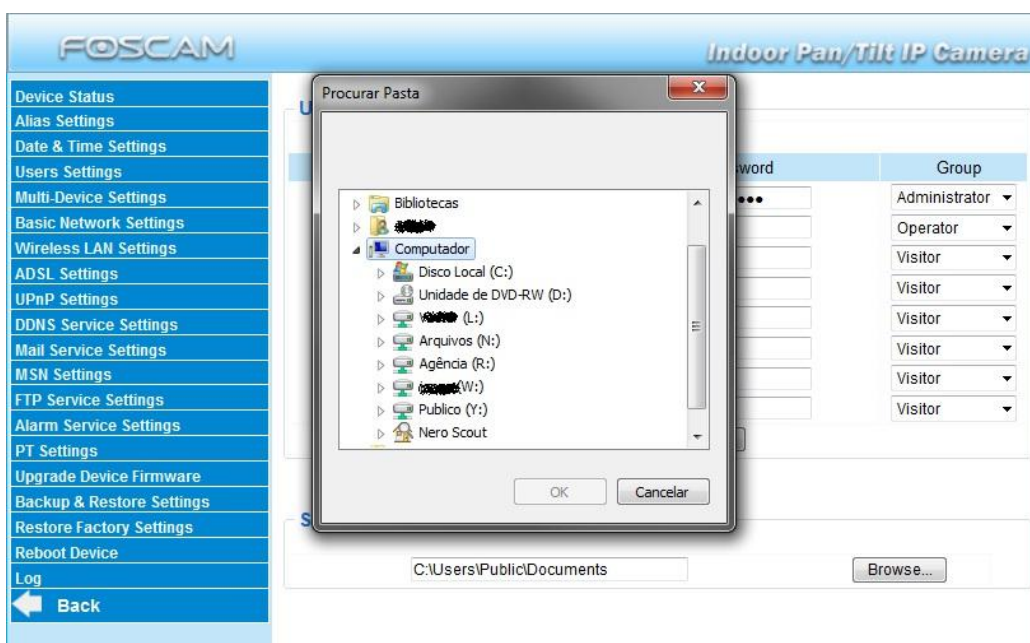 FOSCAM
Indoor Pan/Tilt IP Camera
Device Status
Alias Settings
Date & Time Settings
Users Settings
Multi-Device Settings
Basic Network Settings
Wireless LAN Settings
ADSL Settings
UPnP Settings
DDNS Service Settings
Mail Service Settings
MSN Settings
FTP Service Settings
Alarm Service Settings
PT Settings
Upgrade Device Firmware
Backup & Restore Settings
Restore Factory Settings
Reboot Device
Log
Back
U
Procurar Pasta
Bibliotecas
Computador
Disco Local (C:)
Unidade de DVD-RW (D:)
(L:)
Arquivos (N:)
Agência (R:)
(W:)
Publico (Y:)
Nero Scout
OK Cancelar
sword Group
Administrator
Operator
Visitor
Visitor
Visitor
Visitor
Visitor
Visitor
S
C:\Users\Public\Documents Browse...